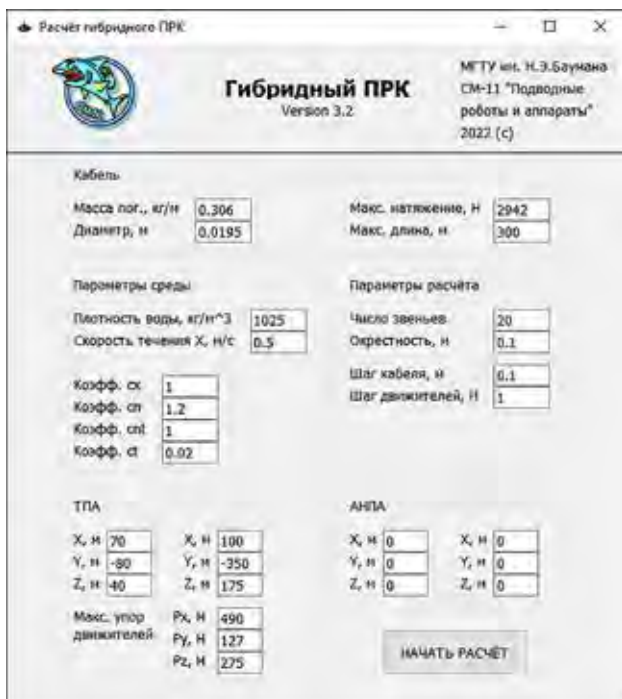 Расчёт гибридного ПРК
Гибридный ПРК
Version 3.2
МГТУ им. Н.Э.Баумана
СМ-11 "Подводные
роботы и аппараты"
2022 (с)
Кабель
Масса пог., кг/м 0.306
Диаметр, м 0.0195
Макс. натяжение, Н 2942
Макс. длина, м 300
Параметры среды
Плотность воды, кг/м^3 1025
Скорость течения X, м/с 0.5
Параметры расчёта
Число звеньев 20
Окрестность, м 0.1
Шаг кабеля, м 0.1
Шаг движителей, Н 1
Коэфф. cx 1
Коэфф. cn 1.2
Коэфф. cnt 1
Коэфф. ct 0.02
ТПА
X, м 70 X, м 100
Y, м -80 Y, м -350
Z, м 40 Z, м 175
Макс. упор
движителей
Px, Н 490
Py, Н 127
Pz, Н 275
АНПА
X, м 0 X, м 0
Y, м 0 Y, м 0
Z, м 0 Z, м 0
НАЧАТЬ РАСЧЁТ